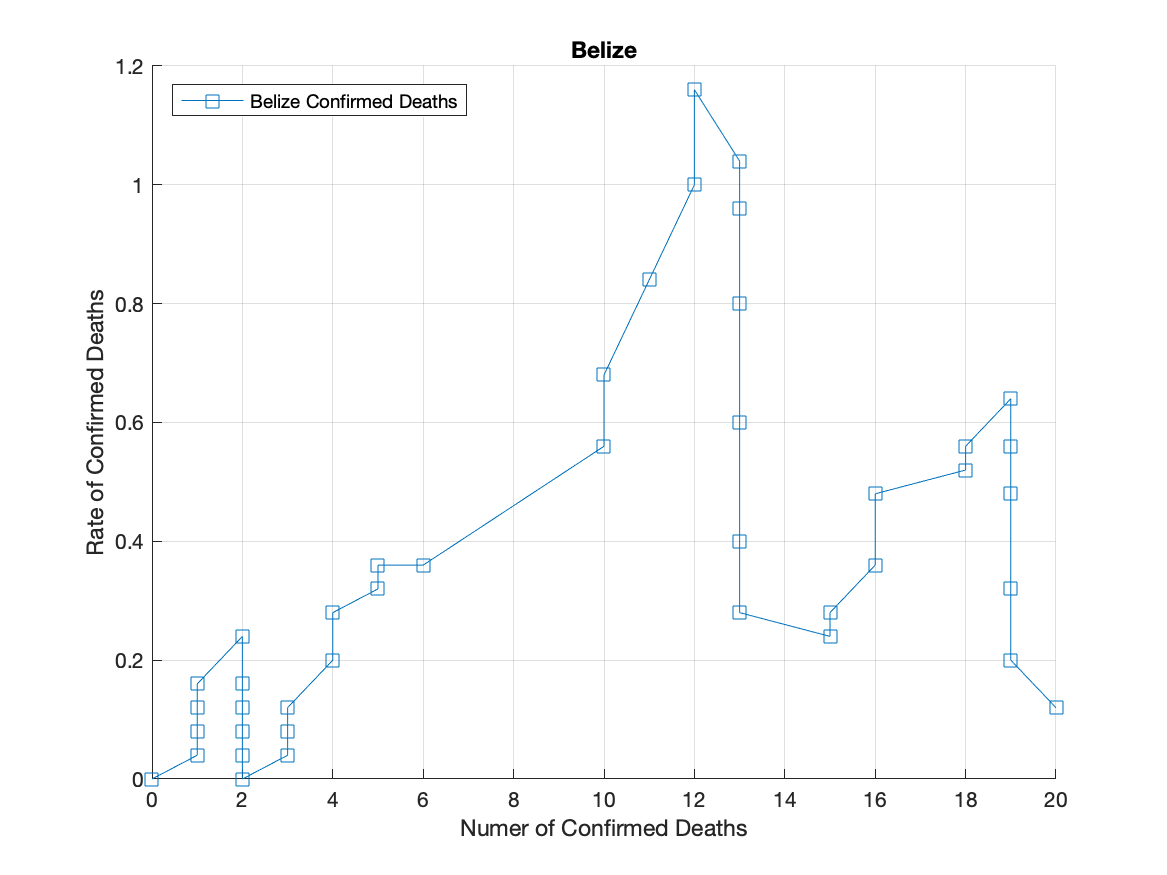 Belize
Belize Confirmed Deaths
Rate of Confirmed Deaths
1.2
1
0.8
0.6
0.4
0.2
0
0 2 4 6 8 10 12 14 16 18 20
Numer of Confirmed Deaths